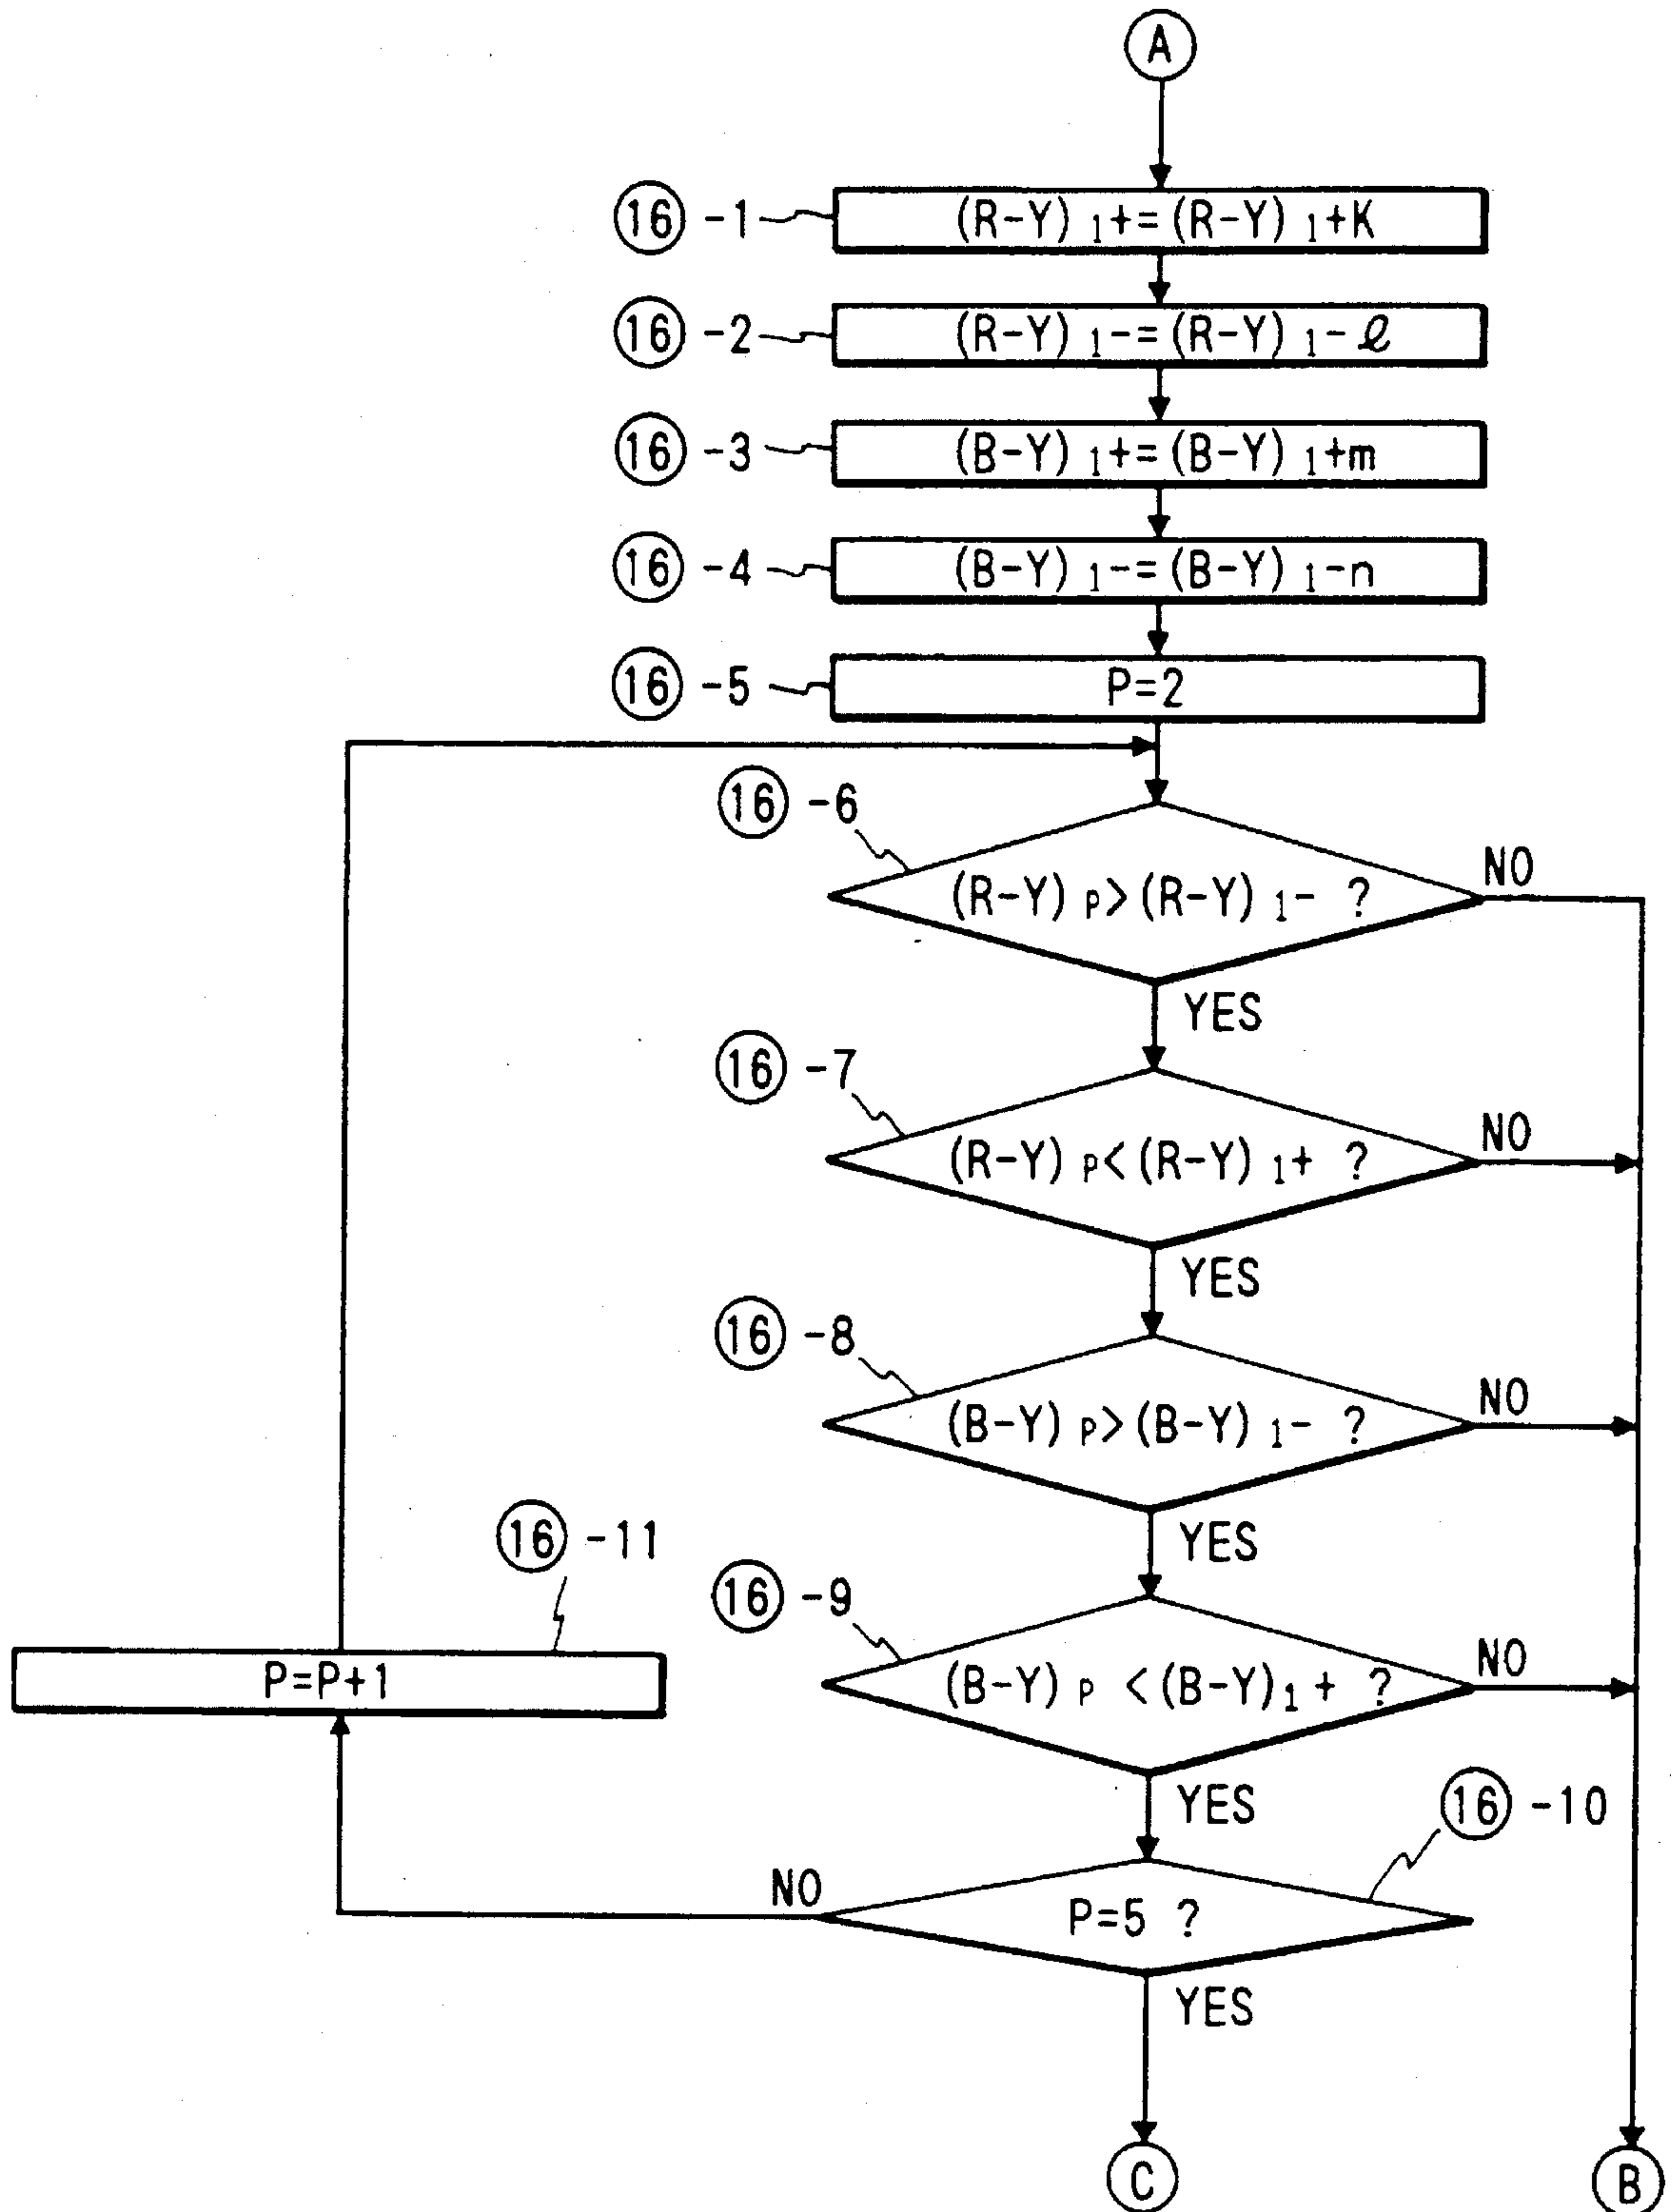 A
16 -1 (R-Y) 1+=(R-Y) 1+K
16 -2 (R-Y) 1-=(R-Y) 1-ℓ
16 -3 (B-Y) 1+=(B-Y) 1+m
16 -4 (B-Y) 1-=(B-Y) 1-n
16 -5 P=2
16 -6
(R-Y) P>(R-Y) 1- ?
NO
YES
16 -7
(R-Y) P<(R-Y) 1+ ?
NO
YES
16 -8
(B-Y) P>(B-Y) 1- ?
NO
YES
16 -11
P=P+1
16 -9
(B-Y) P <(B-Y)1+ ?
NO
YES
16 -10
NO
P=5 ?
YES
C
B